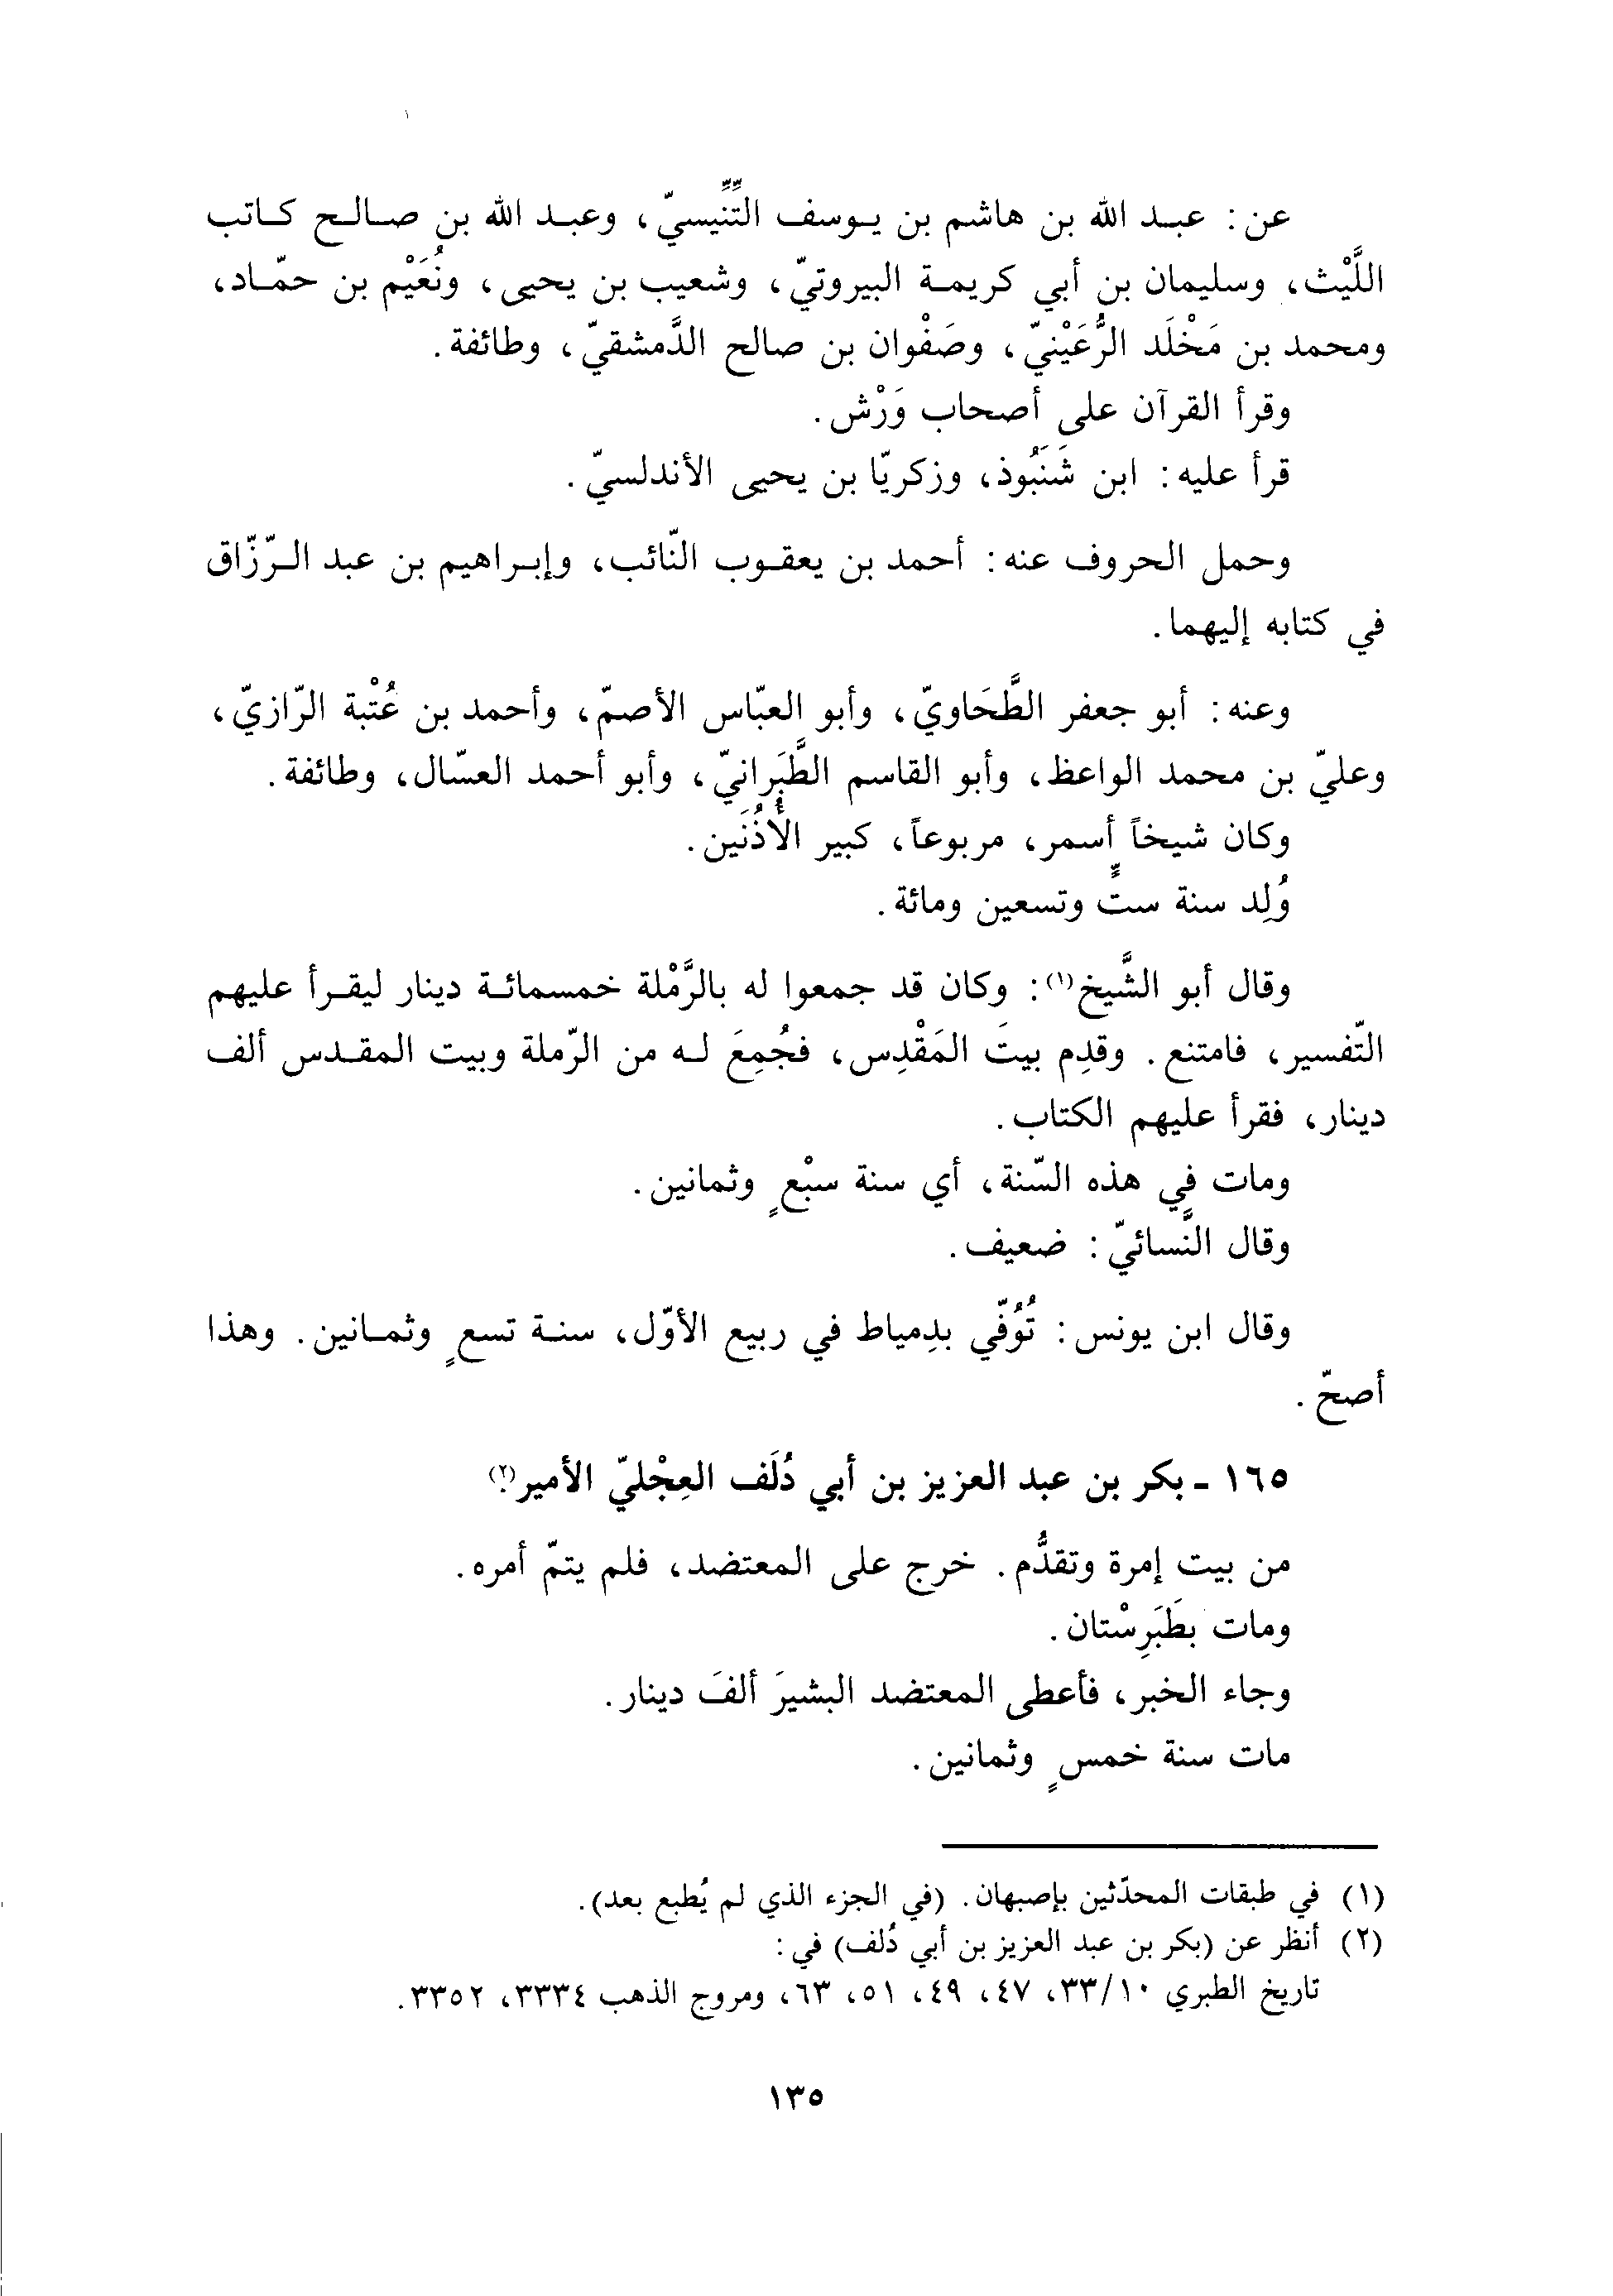 عن: عبد الله بن هاشم بن يوسف التِّنِّيسيّ، وعبد الله بن صالح كاتب
اللَّيْث، وسليمان بن أبي كريمة البيروتيّ، وشعيب بن يحيى، ونُعَيْم بن حمّاد،
ومحمد بن مَخْلَد الرُّعَيْنيّ، وصَفْوان بن صالح الدَّمشقيّ، وطائفة.
وقرأ القرآن على أصحاب وَرْش.
قرأ عليه: ابن شَنَبُوذ، وزكريّا بن يحيى الأندلسيّ.
وحمل الحروف عنه: أحمد بن يعقوب النّائب، وإبراهيم بن عبد الرّزّاق
في كتابه إليهما.
وعنه: أبو جعفر الطَّحَاويّ، وأبو العبّاس الأصمّ، وأحمد بن عُتْبة الرّازيّ،
وعليّ بن محمد الواعظ، وأبو القاسم الطَّبَرانيّ، وأبو أحمد العسّال، وطائفة.
وكان شيخاً أسمر، مربوعاً، كبير الأُذُنَين.
وُلِد سنة ستٍّ وتسعين ومائة.
وقال أبو الشَّيخ(١): وكان قد جمعوا له بالرَّمْلة خمسمائة دينار ليقرأ عليهم
التّفسير، فامتنع. وقدِم بيتَ المَقْدِس، فجُمِعَ له من الرّملة وبيت المقدس ألف
دينار، فقرأ عليهم الكتاب.
ومات في هذه السّنة، أي سنة سبْعٍ وثمانين.
وقال النَّسائيّ: ضعيف.
وقال ابن يونس: تُوُفّي بدِمياط في ربيع الأوّل، سنة تسعٍ وثمانين. وهذا
أصحّ.
١٦٥ - بكر بن عبد العزيز بن أبي دُلَف العِجْليّ الأمير(٢)
من بيت إمرة وتقدُّم. خرج على المعتضد، فلم يتمّ أمره.
ومات بطَبَرِسْتان.
وجاء الخبر، فأعطى المعتضد البشيرَ ألفَ دينار.
مات سنة خمسٍ وثمانين.
(١) في طبقات المحدّثين بإصبهان. (في الجزء الذي لم يُطبع بعد).
(٢) أنظر عن (بكر بن عبد العزيز بن أبي دُلف) في:
تاريخ الطبري ٣٣/١٠، ٤٧، ٤٩، ٥١، ٦٣، ومروج الذهب ٣٣٣٤، ٣٣٥٢.
١٣٥